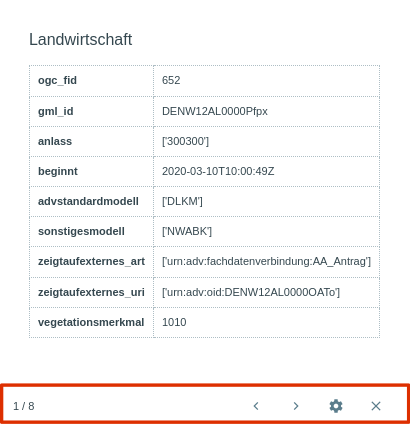 Landwirtschaft
ogc_fid 652
gml_id DENW12AL0000Pfpx
anlass ['300300']
beginnt 2020-03-10T10:00:49Z
advstandardmodell ['DLKM']
sonstigesmodell ['NWABK']
zeigtaufexternes_art ['urn:adv:fachdatenverbindung:AA_Antrag']
zeigtaufexternes_uri ['urn:adv:oid:DENW12AL0000OATo']
vegetationsmerkmal 1010
1 / 8